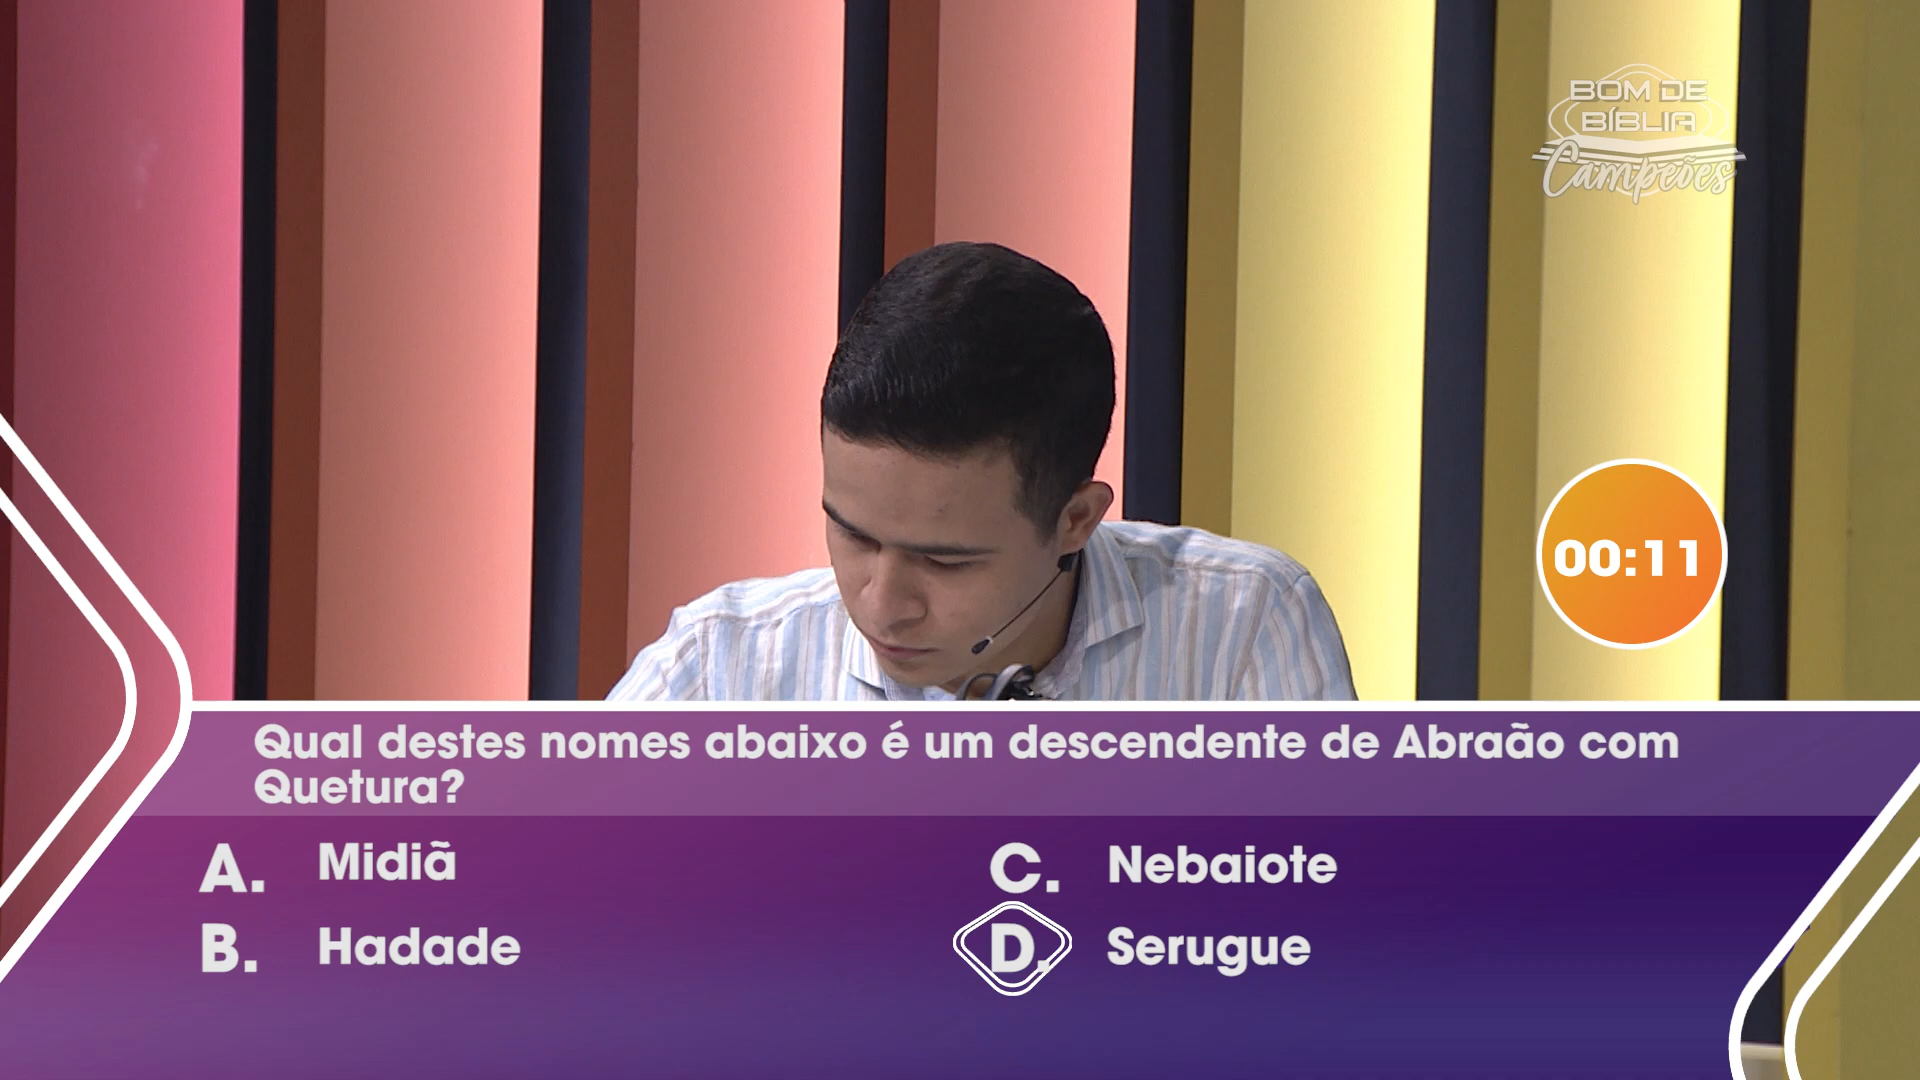 BOM DE
BÍBLIA
Campeões
00:11
Qual destes nomes abaixo é um descendente de Abraão com
Quetura?
A. Midiã
B. Hadade
C. Nebaiote
D. Serugue